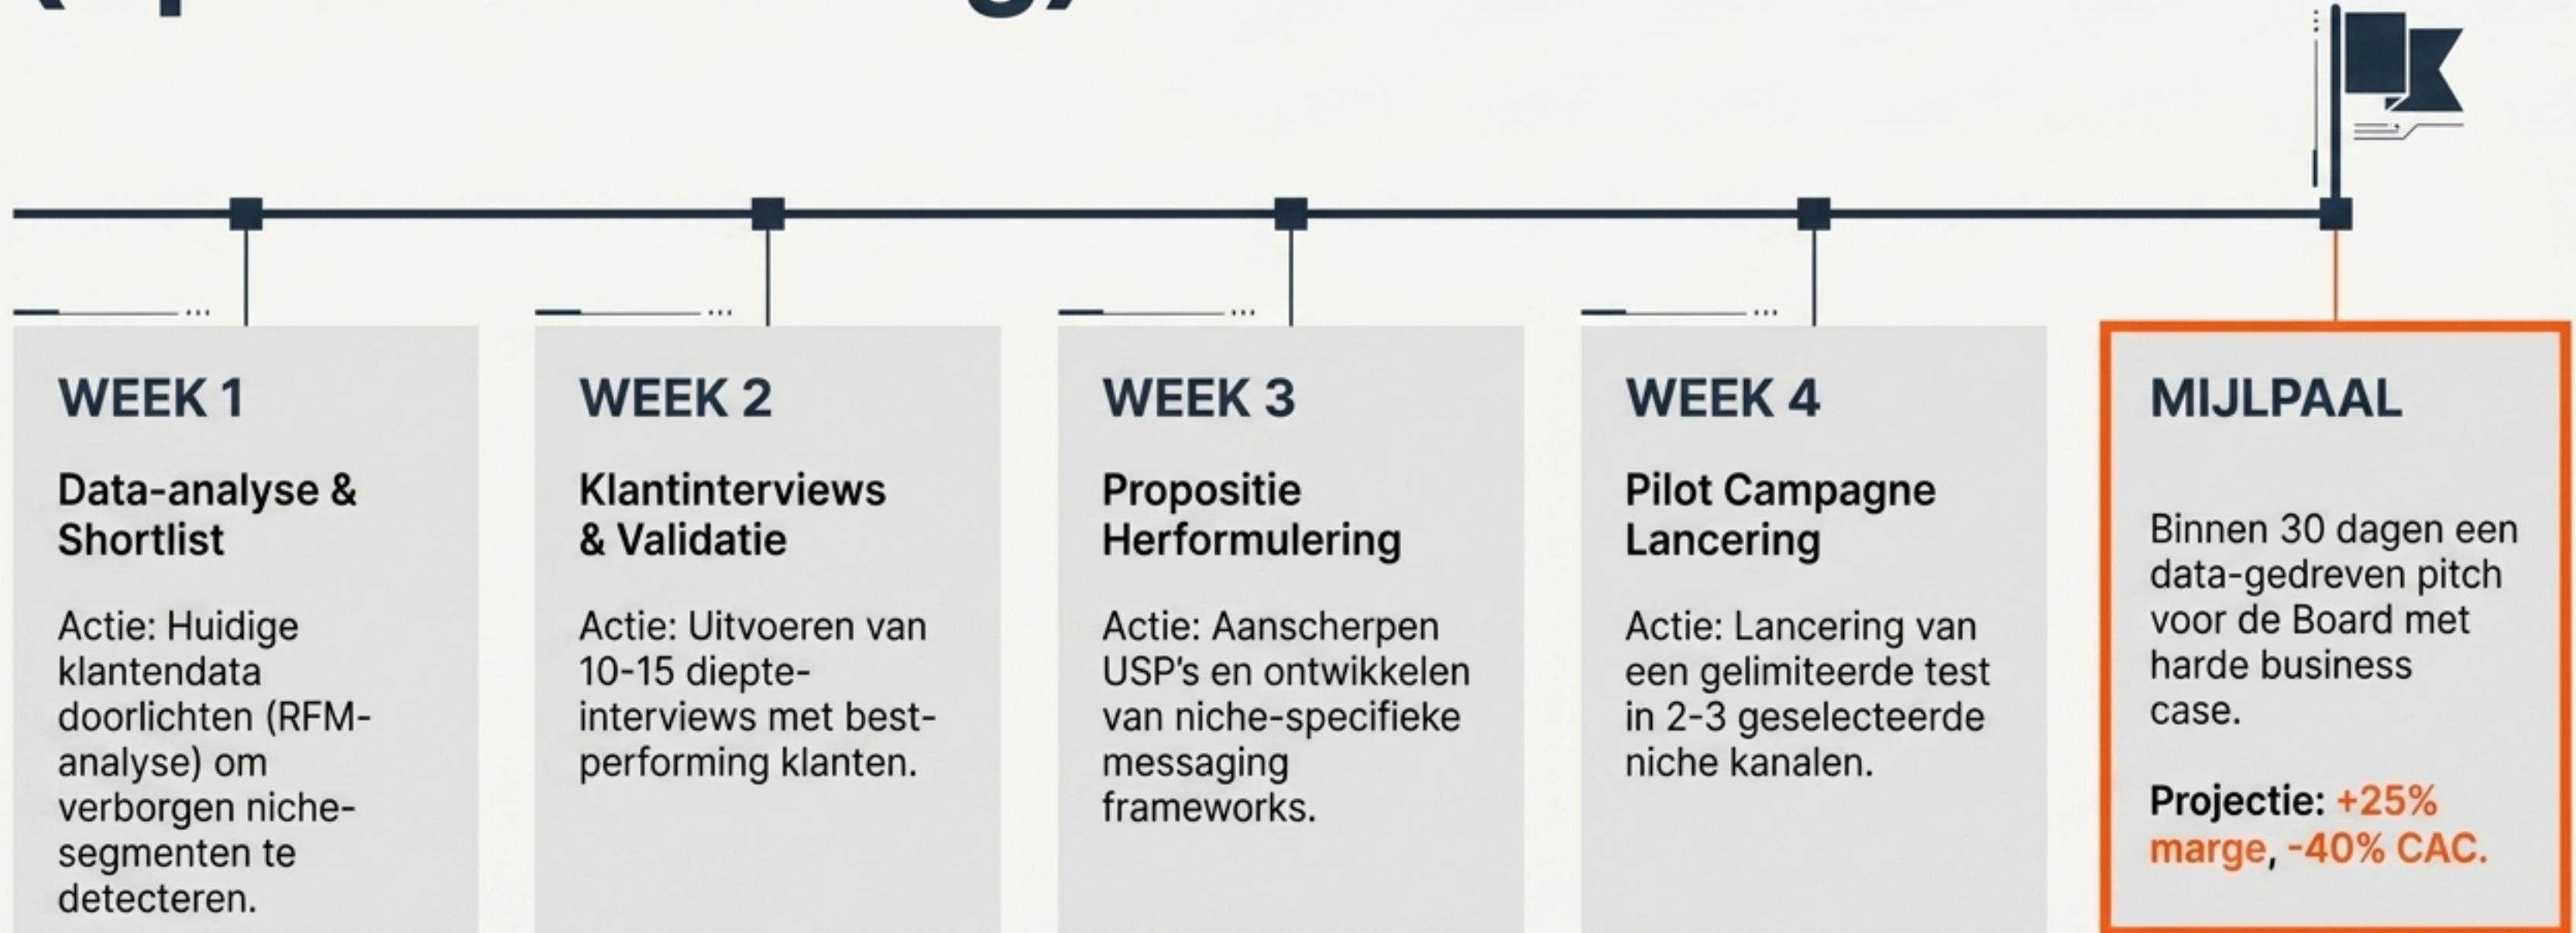 WEEK 1
Data-analyse &
Shortlist
Actie: Huidige
klantendata
doorlichten (RFM-
analyse) om
verborgen niche-
segmenten te
detecteren.
WEEK 2
Klantinterviews
& Validatie
Actie: Uitvoeren van
10-15 diepte-
interviews met best-
performing klanten.
WEEK 3
Propositie
Herformulering
Actie: Aanscherpen
USP's en ontwikkelen
van niche-specifieke
messaging
frameworks.
WEEK 4
Pilot Campagne
Lancering
Actie: Lancering van
een gelimiteerde test
in 2-3 geselecteerde
niche kanalen.
MIJLPAAL
Binnen 30 dagen een
data-gedreven pitch
voor de Board met
harde business
case.
Projectie: +25%
marge, -40% CAC.